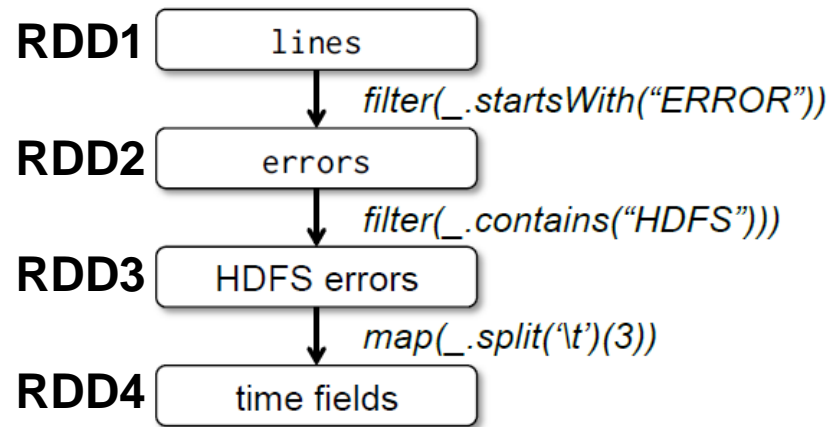 RDD1 lines
filter(_.startsWith(“ERROR”))
RDD2 errors
filter(_.contains(“HDFS”)))
RDD3 HDFS errors
map(_.split(‘\t’)(3))
RDD4 time fields